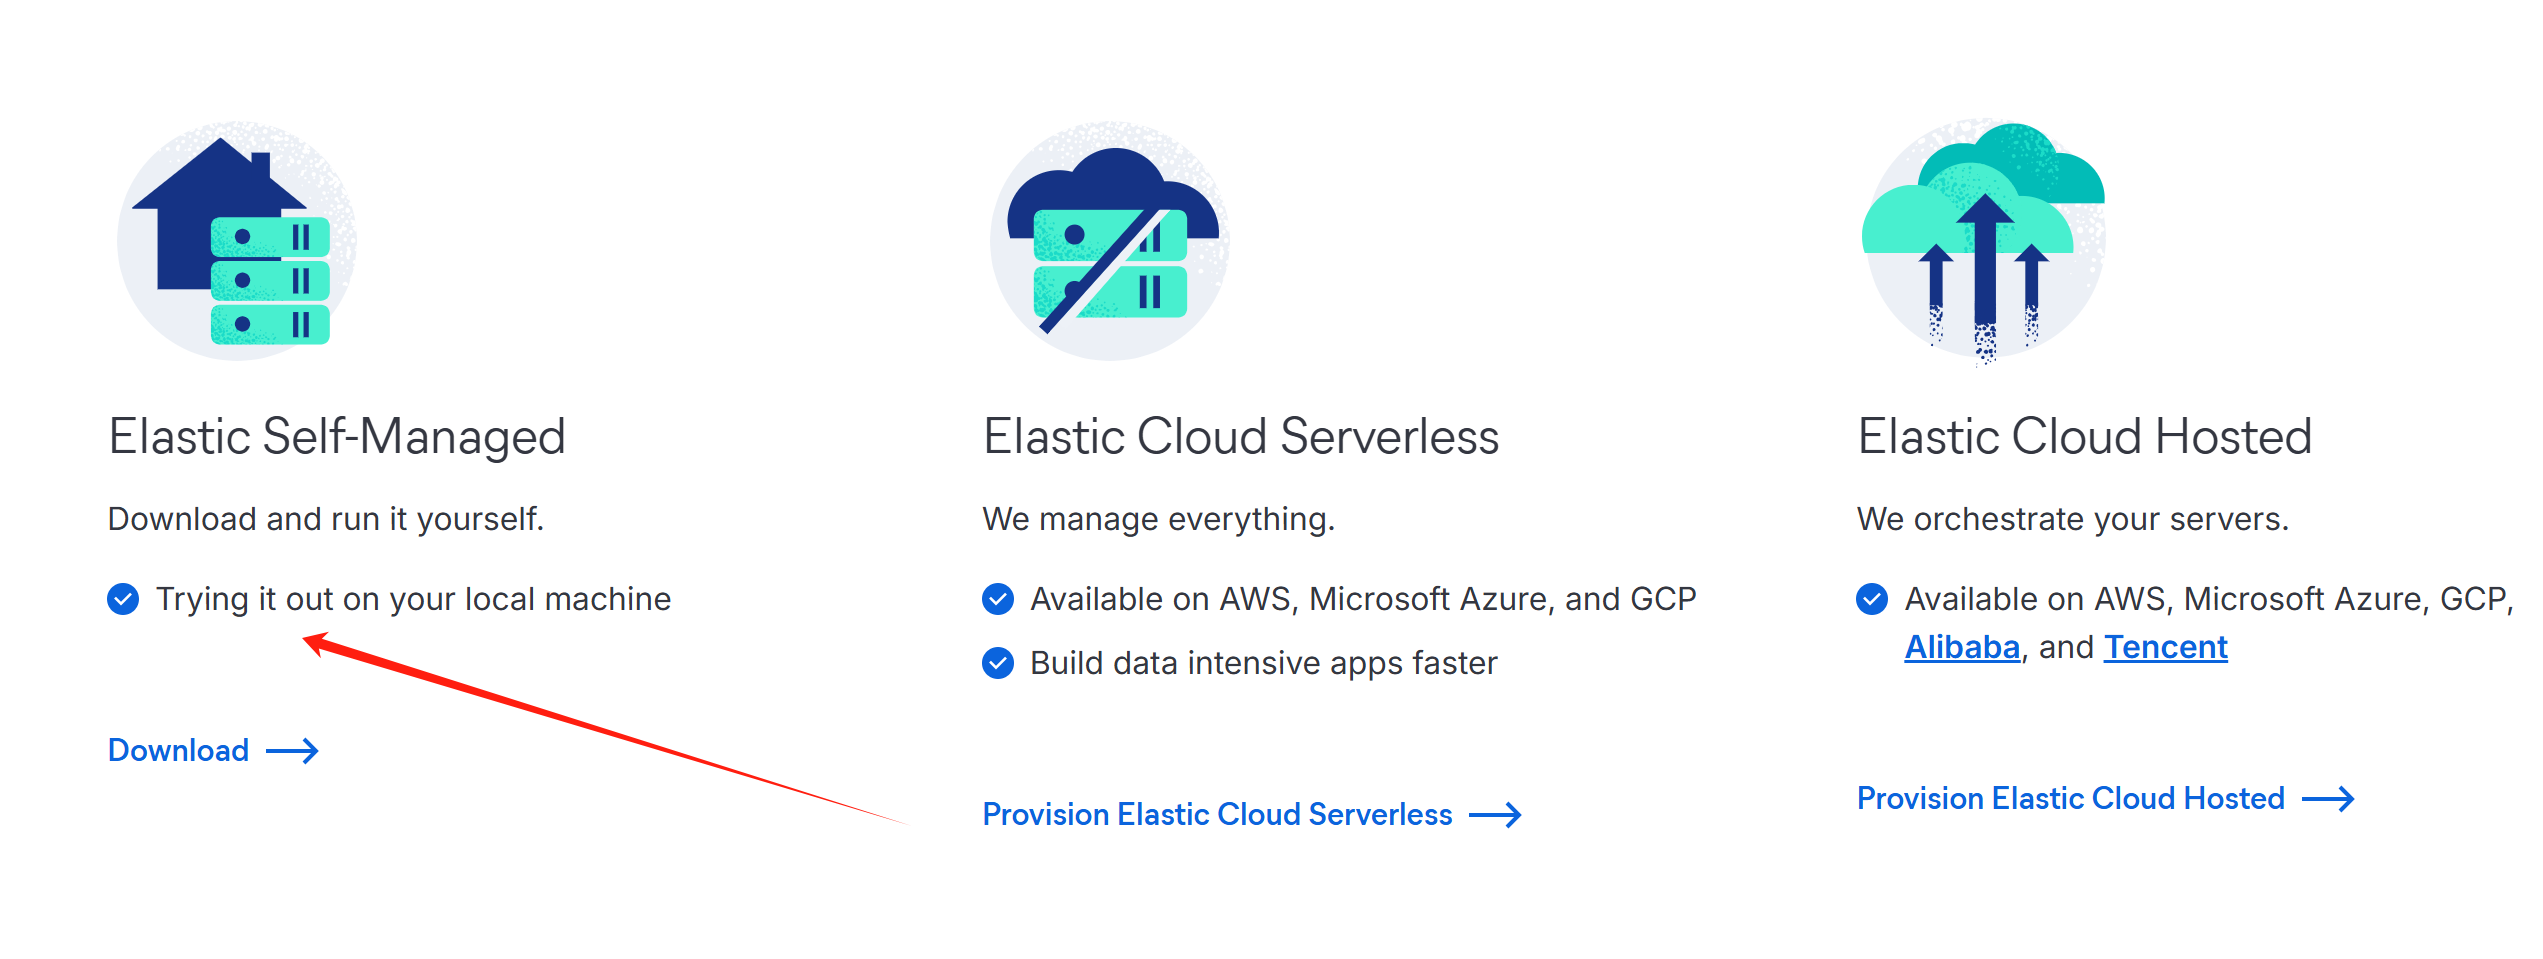 Elastic Self-Managed
Download and run it yourself.
Trying it out on your local machine
Download
Elastic Cloud Serverless
We manage everything.
Available on AWS, Microsoft Azure, and GCP
Build data intensive apps faster
Provision Elastic Cloud Serverless
Elastic Cloud Hosted
We orchestrate your servers.
Available on AWS, Microsoft Azure, GCP,
Alibaba, and Tencent
Provision Elastic Cloud Hosted